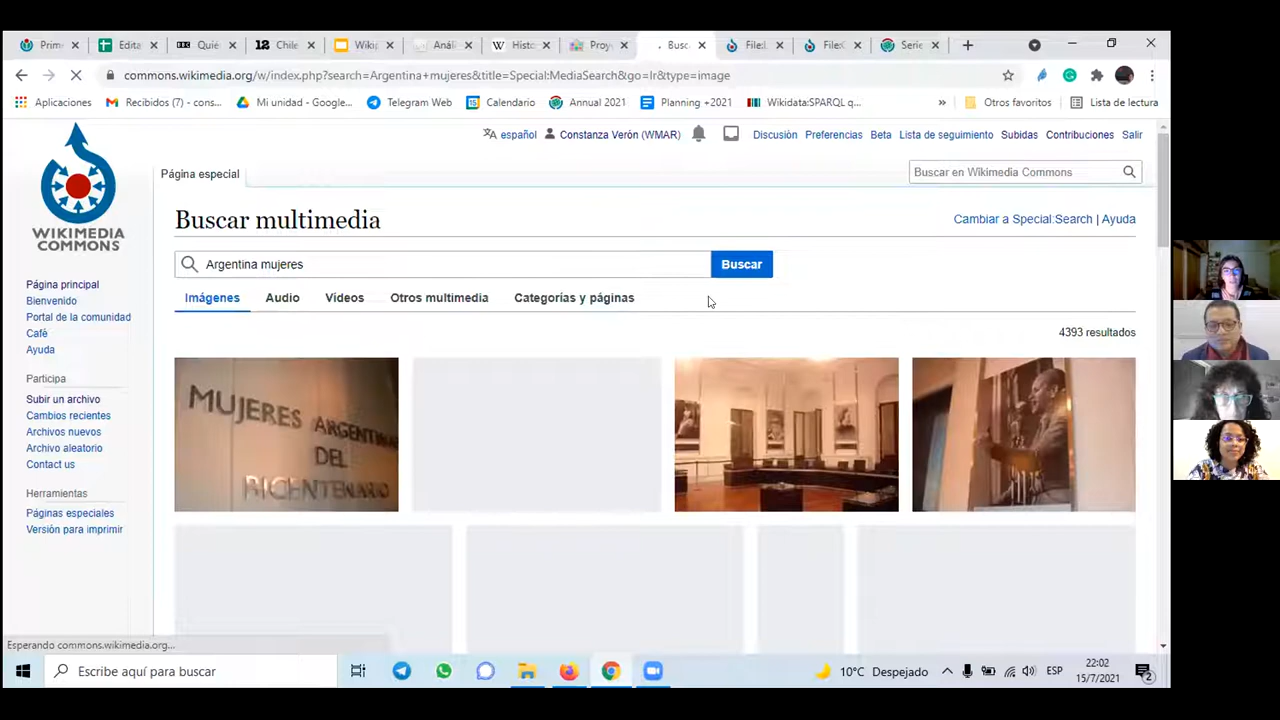 Prim
Edita
Quié
12 Chile
Wikip
Anál
W Hist
Proy
Busc
File:L
File:C
Serie
commons.wikimedia.org/w/index.php?search=Argentina+mujeres&title=Special:MediaSearch&go=Ir&type=image
Aplicaciones
Recibidos (7) - cons...
Mi unidad - Google...
Telegram Web
Calendario
Annual 2021
Planning +2021
Wikidata:SPARQL q...
»
Otros favoritos
Lista de lectura
español
Constanza Verón (WMAR)
Discusión
Preferencias
Beta
Lista de seguimiento
Subidas
Contribuciones
Salir
Página especial
Buscar en Wikimedia Commons
WIKIMEDIA
COMMONS
Buscar multimedia
Cambiar a Special:Search | Ayuda
Argentina mujeres
Buscar
Imágenes
Audio
Vídeos
Otros multimedia
Categorías y páginas
4393 resultados
Página principal
Bienvenido
Portal de la comunidad
Café
Ayuda
Participa
Subir un archivo
Cambios recientes
Archivos nuevos
Archivo aleatorio
Contact us
Herramientas
Páginas especiales
Versión para imprimir
MUJERES ARGENTINAS
DEL
BICENTENARIO
Esperando commons.wikimedia.org...
Escribe aquí para buscar
10°C Despejado
ESP
22:02
15/7/2021
2